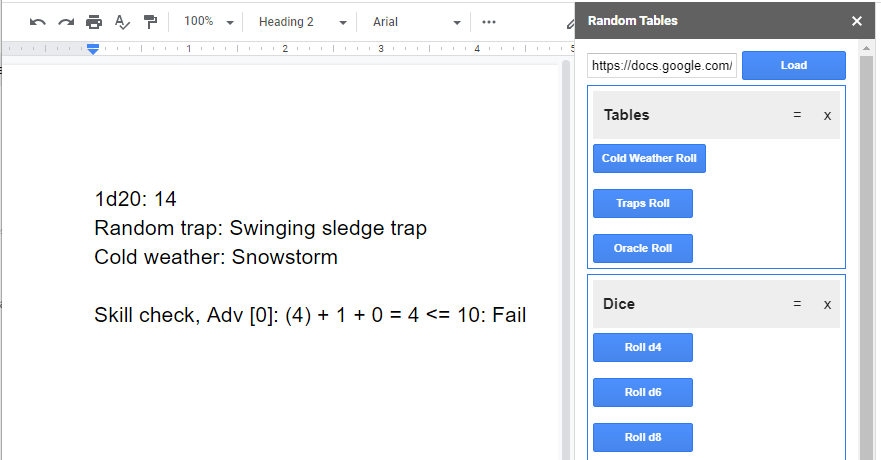 100%
Heading 2
Arial
Random Tables
1 2 3 4 5
https://docs.google.com/
Load
Tables = x
Cold Weather Roll
Traps Roll
Oracle Roll
1d20: 14
Random trap: Swinging sledge trap
Cold weather: Snowstorm
Skill check, Adv [0]: (4) + 1 + 0 = 4 <= 10: Fail
Dice = x
Roll d4
Roll d6
Roll d8